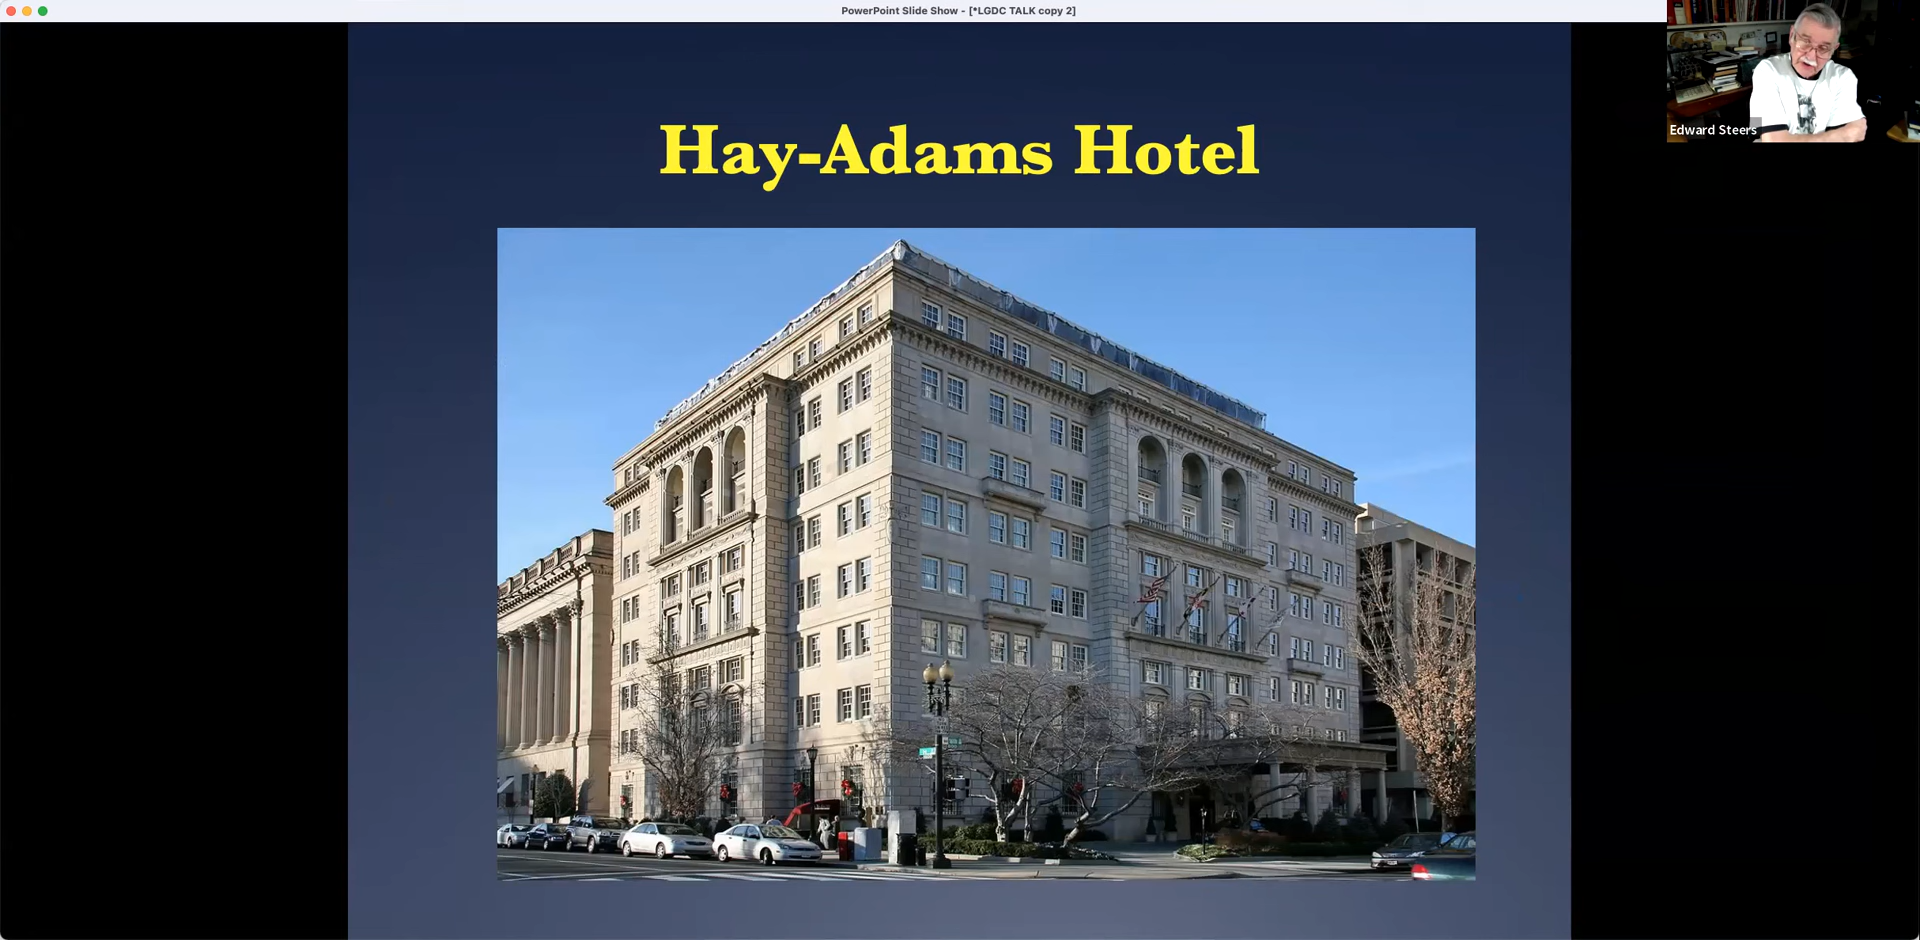 PowerPoint Slide Show - [*LGDC TALK copy 2]
Edward Steers
Hay-Adams Hotel